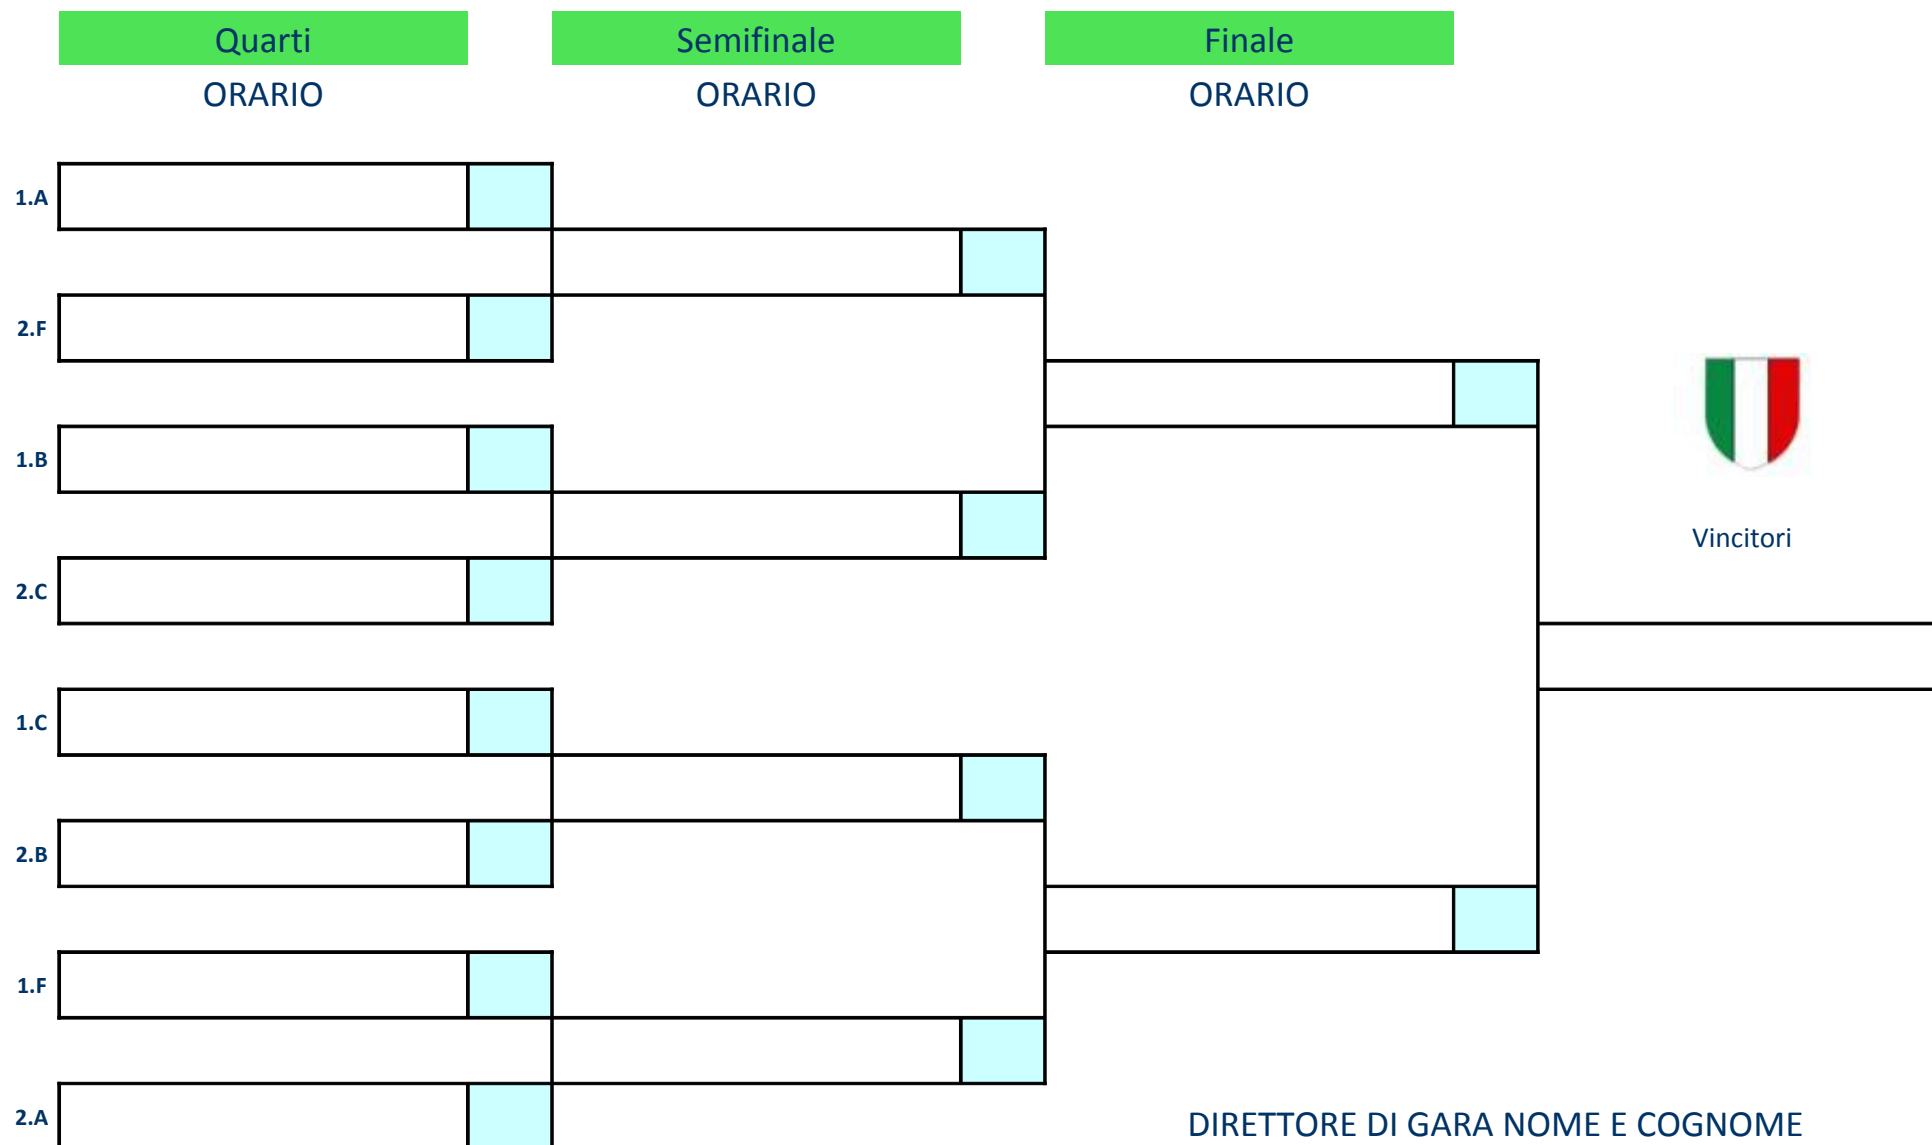 Quarti Semifinale Finale
ORARIO ORARIO ORARIO
1.A
2.F
1.B
Vincitori
2.C
1.C
2.B
1.F
2.A
DIRETTORE DI GARA NOME E COGNOME